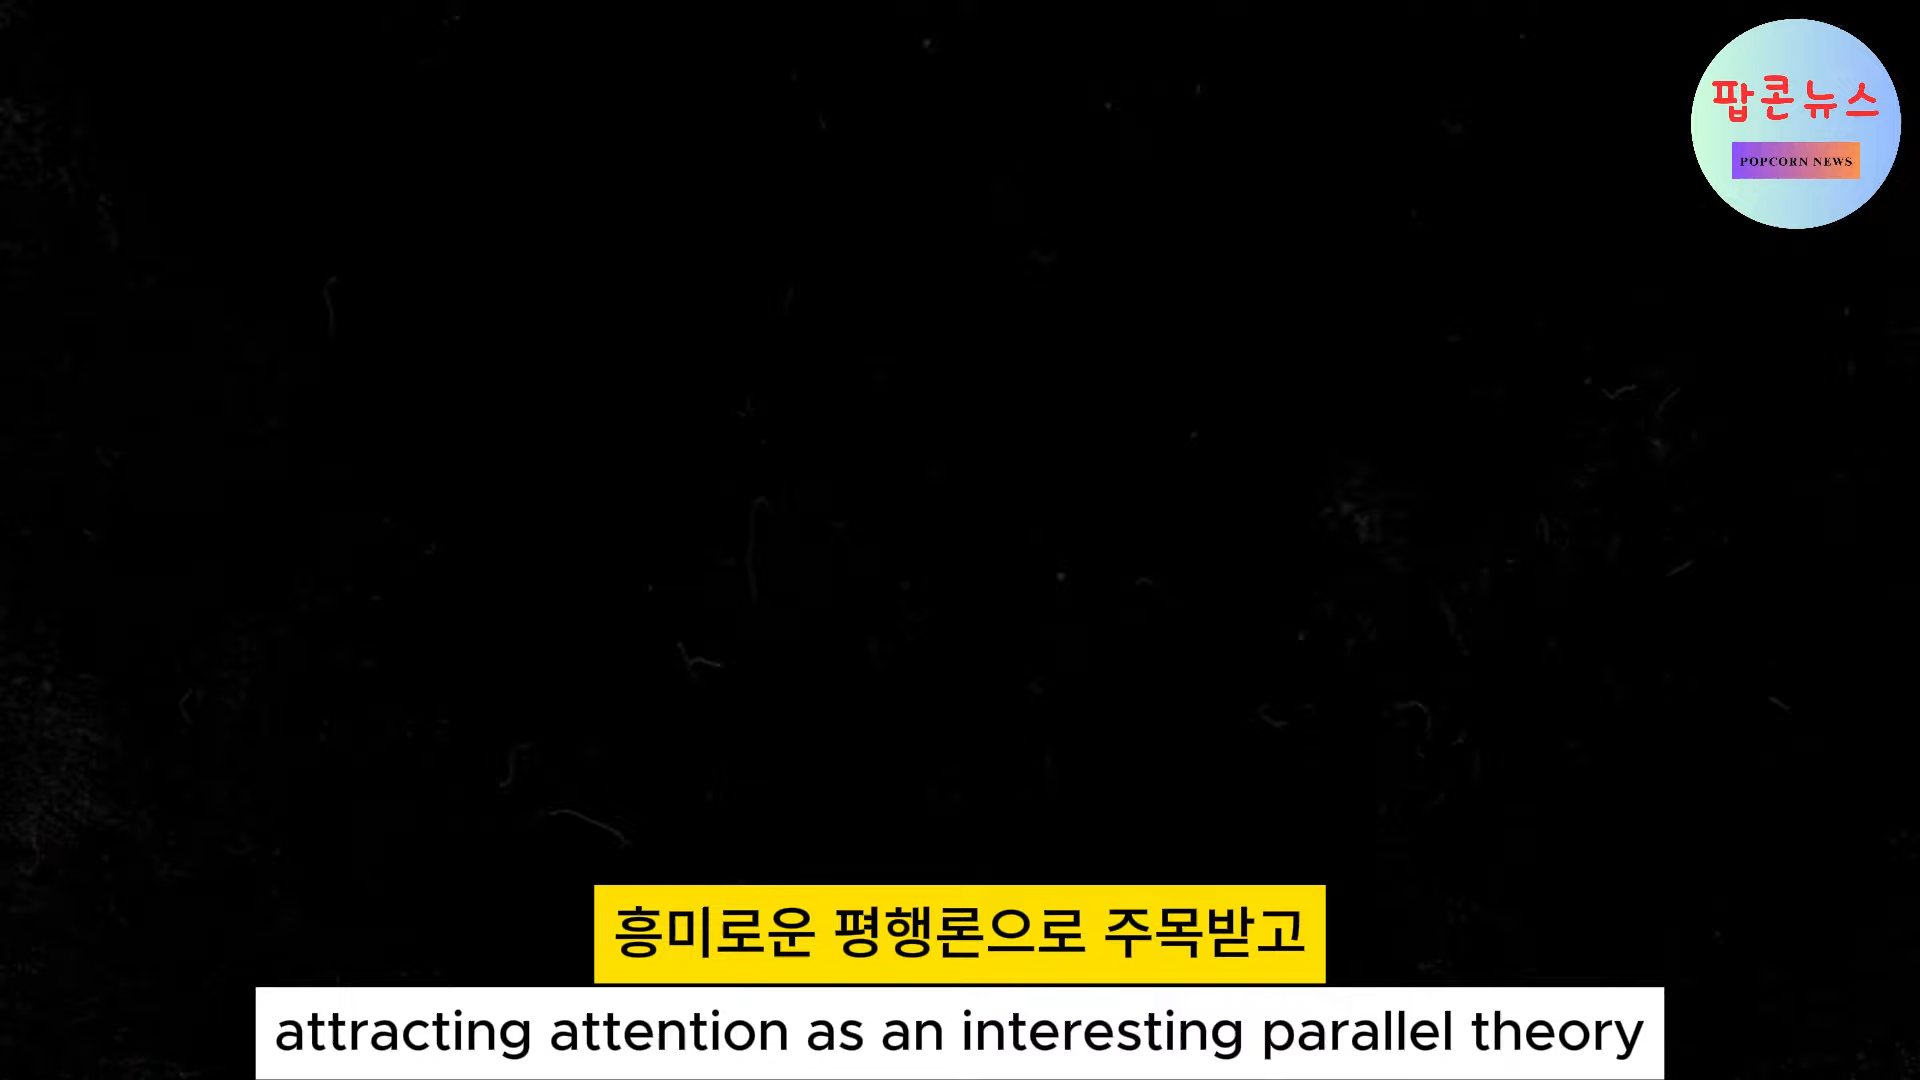 팝콘뉴스
POPCORN NEWS
흥미로운 평행론으로 주목받고
attracting attention as an interesting parallel theory